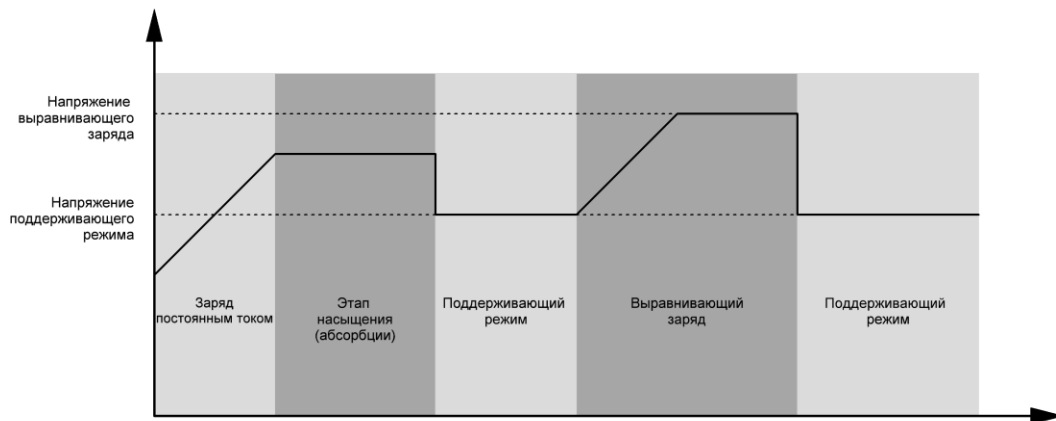 Напряжение
выравнивающего
заряда
Напряжение
поддерживающего
режима
Заряд
постоянным током
Этап
насыщения
(абсорбции)
Поддерживающий
режим
Выравнивающий
заряд
Поддерживающий
режим